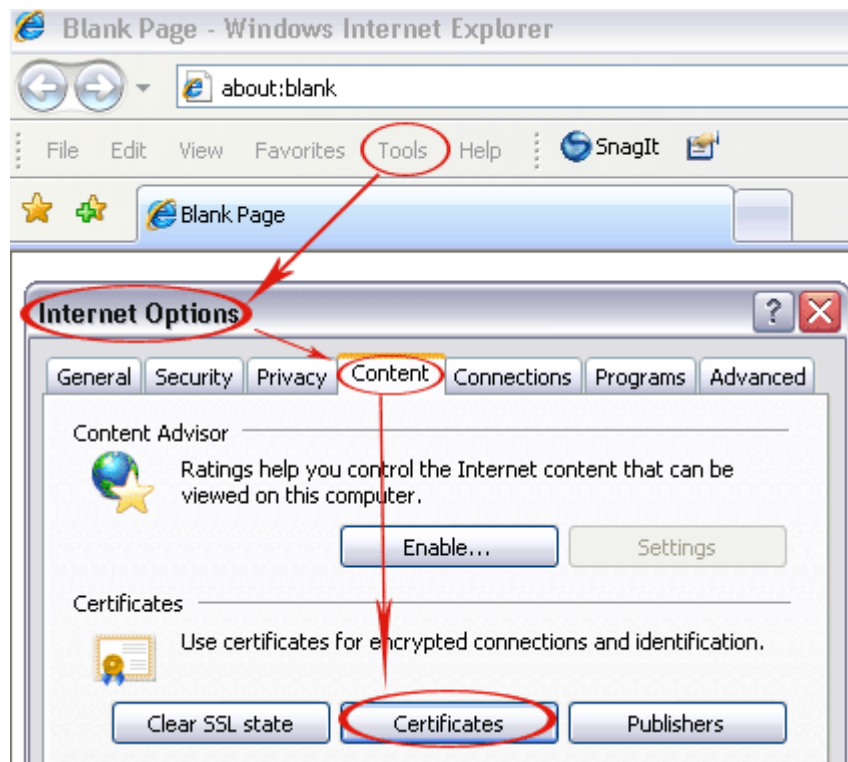 Blank Page - Windows Internet Explorer
about:blank
File Edit View Favorites Tools Help SnagIt
Blank Page
Internet Options ?
General Security Privacy Content Connections Programs Advanced
Content Advisor
Ratings help you control the Internet content that can be
viewed on this computer.
Enable... Settings
Certificates
Use certificates for encrypted connections and identification.
Clear SSL state Certificates Publishers